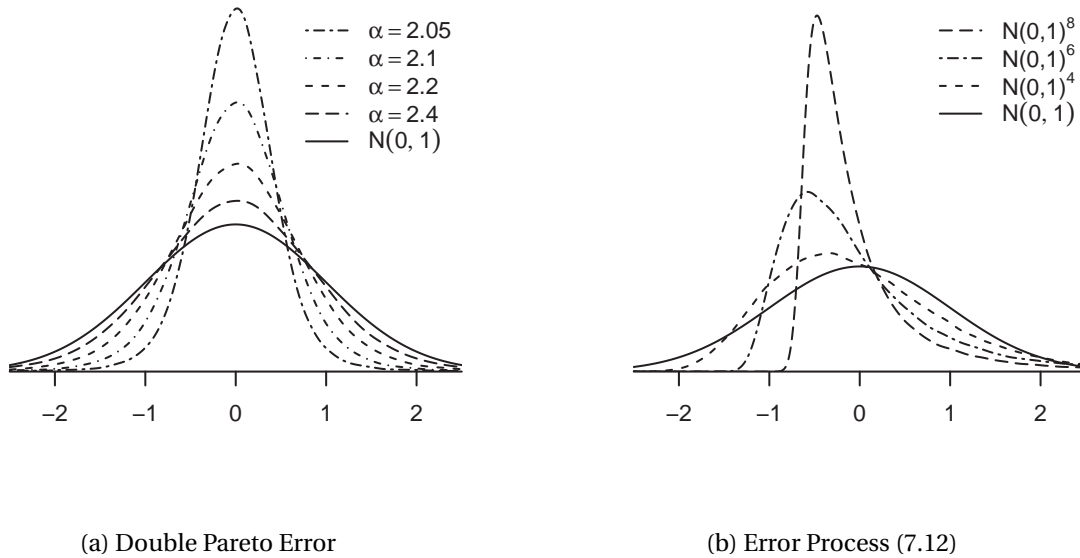 α = 2.05
α = 2.1
α = 2.2
α = 2.4
N(0, 1)
−2 −1 0 1 2
(a) Double Pareto Error
N(0,1)⁸
N(0,1)⁶
N(0,1)⁴
N(0, 1)
−2 −1 0 1 2
(b) Error Process (7.12)